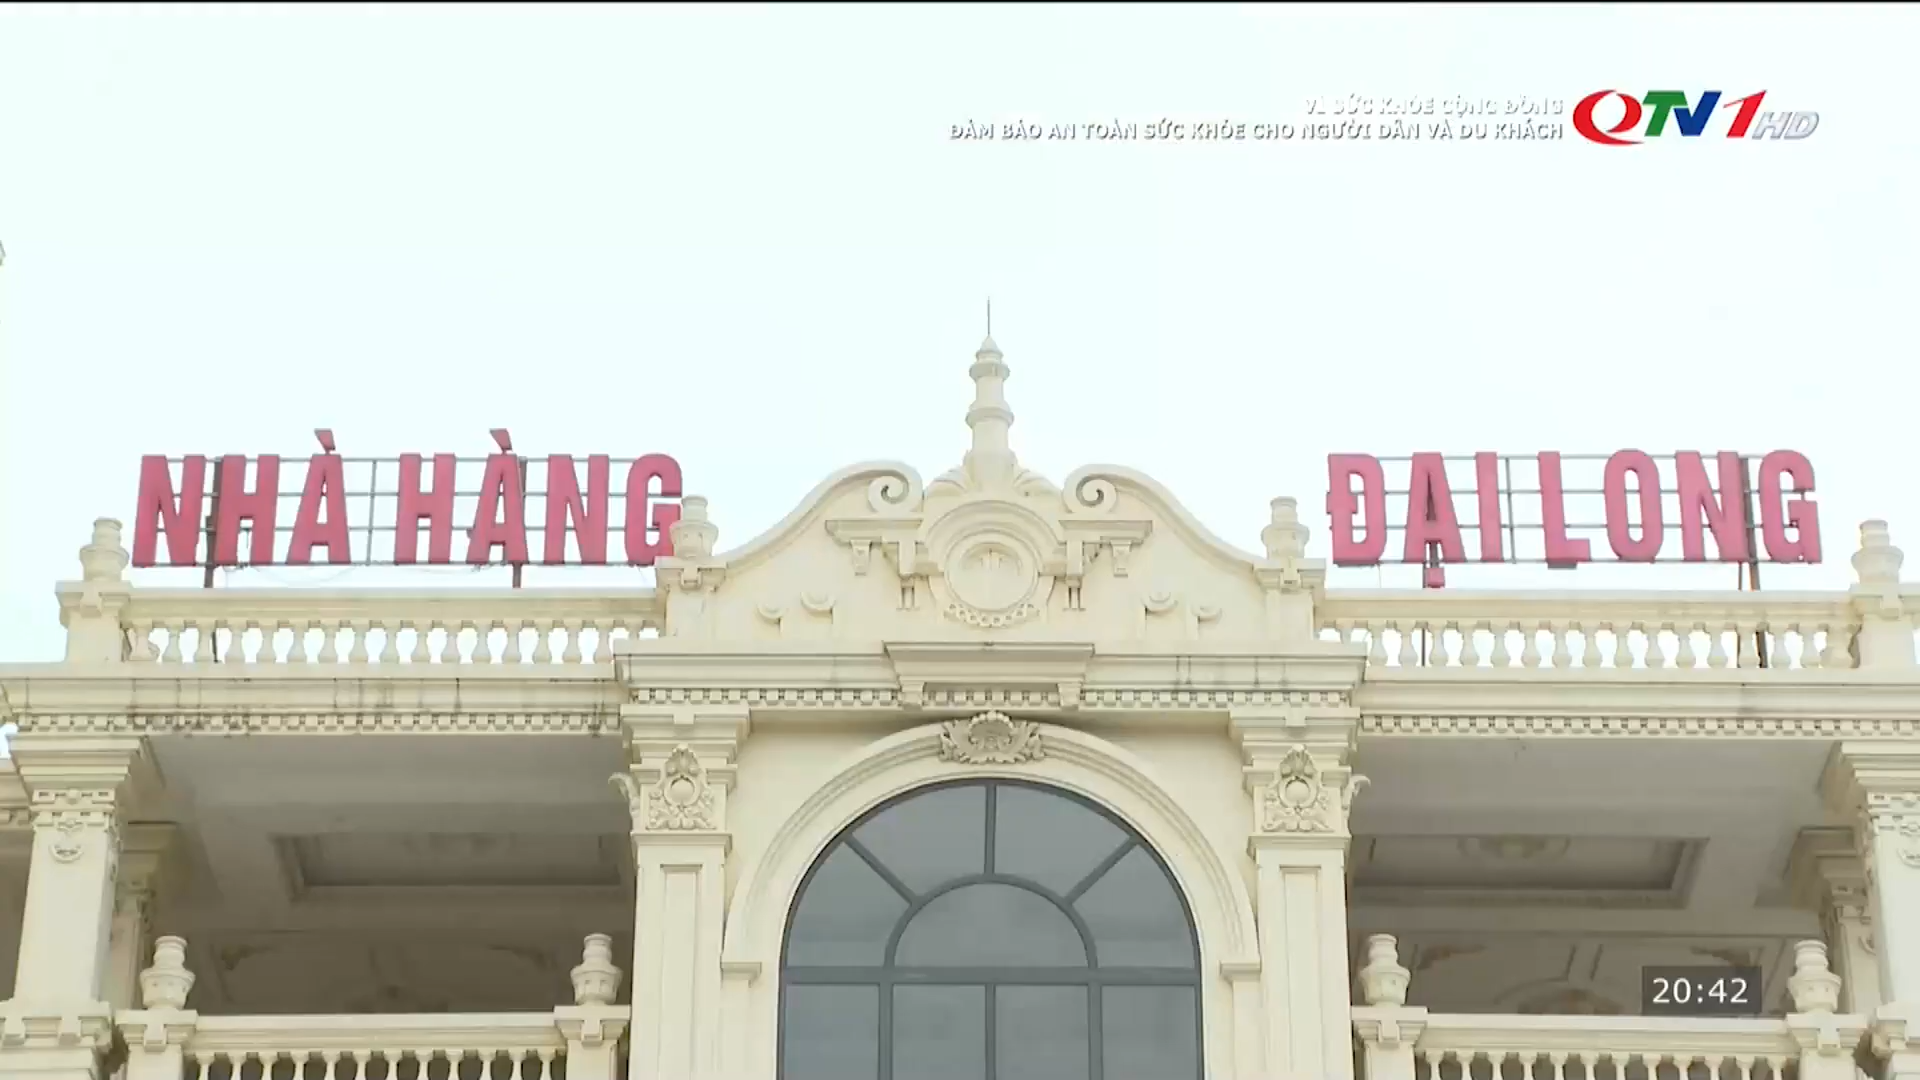 VÌ SỨC KHỎE CỘNG ĐỒNG
ĐẢM BẢO AN TOÀN SỨC KHỎE CHO NGƯỜI DÂN VÀ DU KHÁCH
QTV1HD
NHÀ HÀNG ĐẠI LONG
20:42